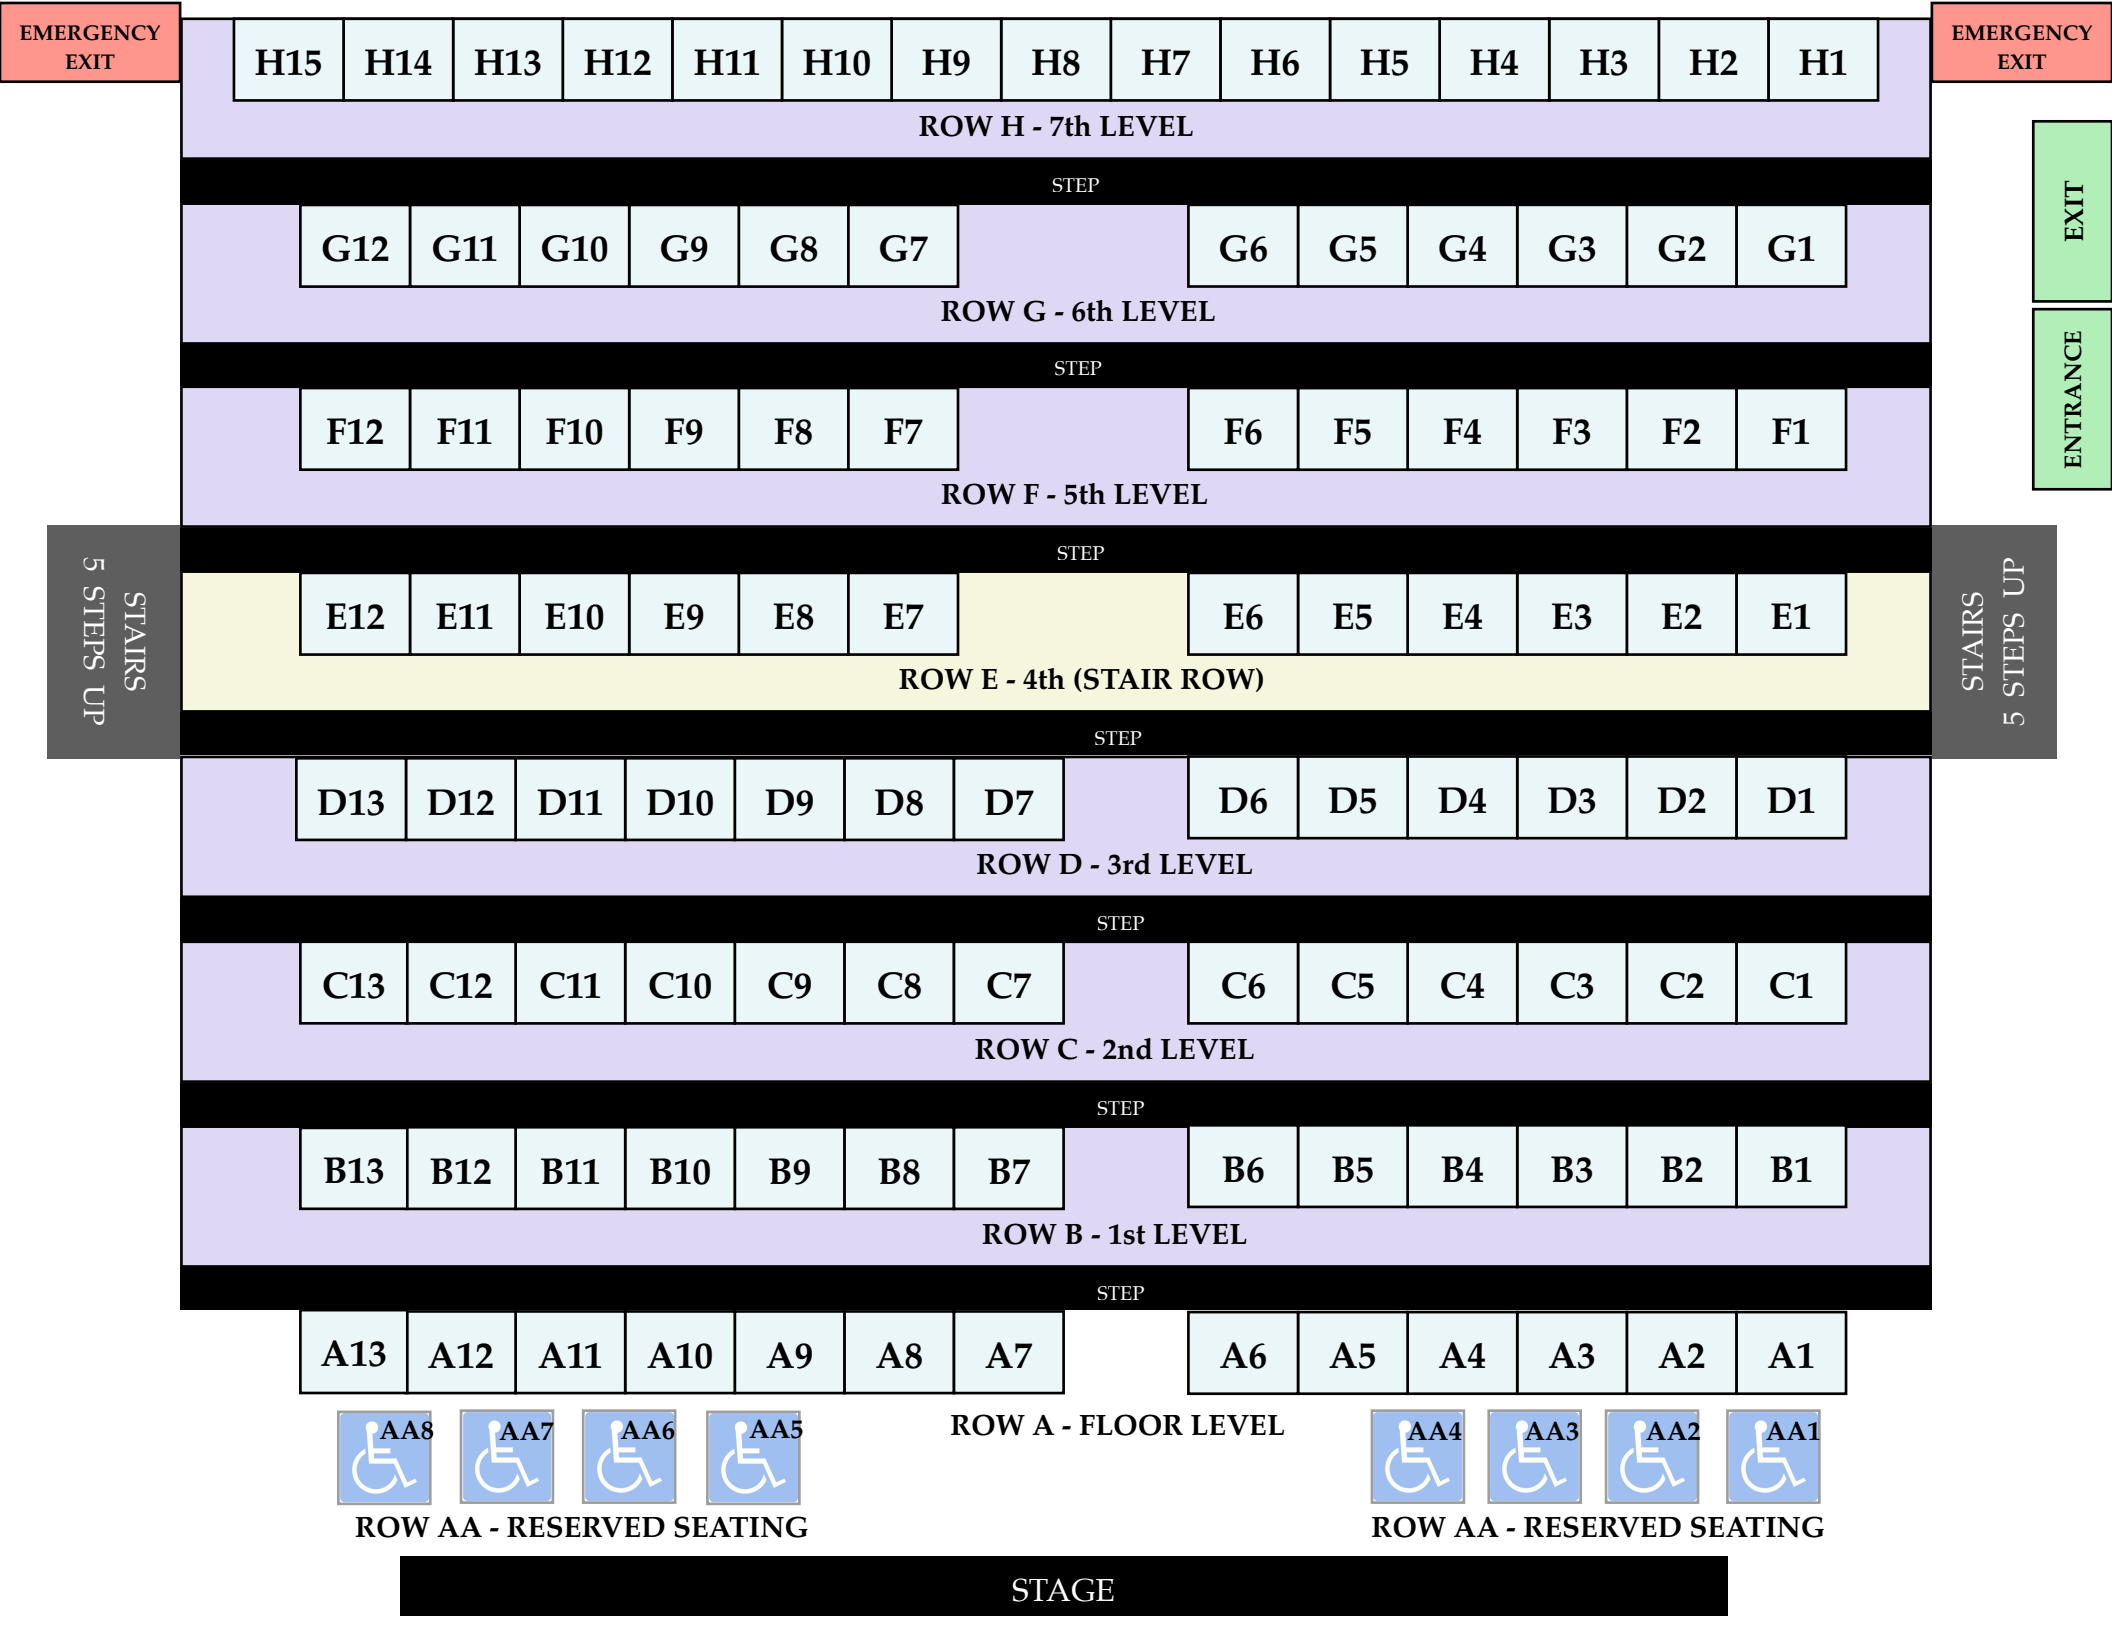 EMERGENCY
EXIT
H15 H14 H13 H12 H11 H10 H9 H8 H7 H6 H5 H4 H3 H2 H1
EMERGENCY
EXIT
ROW H - 7th LEVEL
EXIT
STEP
G12 G11 G10 G9 G8 G7 G6 G5 G4 G3 G2 G1
ROW G - 6th LEVEL
ENTRANCE
STEP
F12 F11 F10 F9 F8 F7 F6 F5 F4 F3 F2 F1
ROW F - 5th LEVEL
STEP
STAIRS
5 STEPS UP
E12 E11 E10 E9 E8 E7 E6 E5 E4 E3 E2 E1
STAIRS
5 STEPS UP
ROW E - 4th (STAIR ROW)
STEP
D13 D12 D11 D10 D9 D8 D7 D6 D5 D4 D3 D2 D1
ROW D - 3rd LEVEL
STEP
C13 C12 C11 C10 C9 C8 C7 C6 C5 C4 C3 C2 C1
ROW C - 2nd LEVEL
STEP
B13 B12 B11 B10 B9 B8 B7 B6 B5 B4 B3 B2 B1
ROW B - 1st LEVEL
STEP
A13 A12 A11 A10 A9 A8 A7 A6 A5 A4 A3 A2 A1
ROW A - FLOOR LEVEL
AA8 AA7 AA6 AA5 AA4 AA3 AA2 AA1
ROW AA - RESERVED SEATING
ROW AA - RESERVED SEATING
STAGE